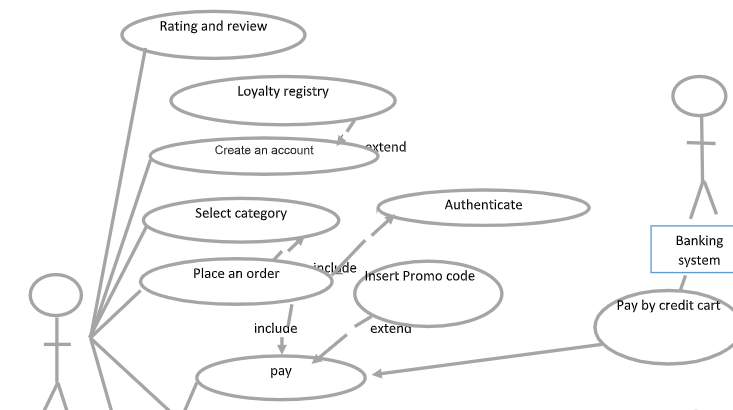 Rating and review
Loyalty registry
Create an account
extend
Select category
Authenticate
Place an order
include
Insert Promo code
Banking
system
Pay by credit cart
include
extend
pay